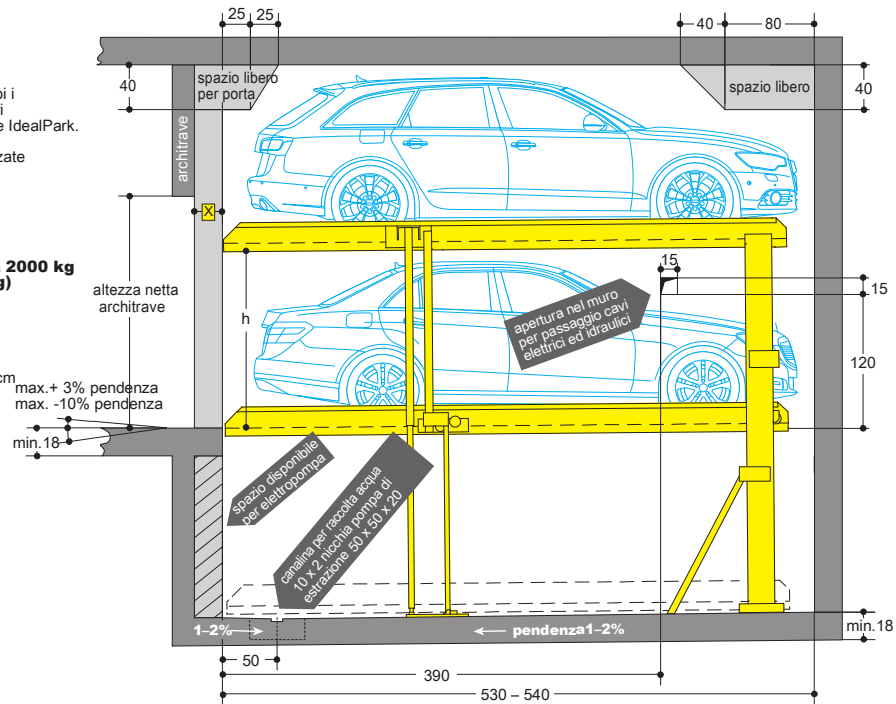 25
25
40
80
40
spazio libero
per porta
spazio libero
40
architrave
pi i
ri
e IdealPark.
zate
X
a 2000 kg
g)
altezza netta
architrave
h
15
15
apertura nel muro
per passaggio cavi
elettrici ed idraulici
120
cm
max.+ 3% pendenza
max. -10% pendenza
min.18
spazio disponibile
per elettropompa
canalina per raccolta acqua
10 x 2 nicchia pompa di
estrazione 50 x 50 x 20
1–2%
pendenza1–2%
min.18
50
390
530 – 540